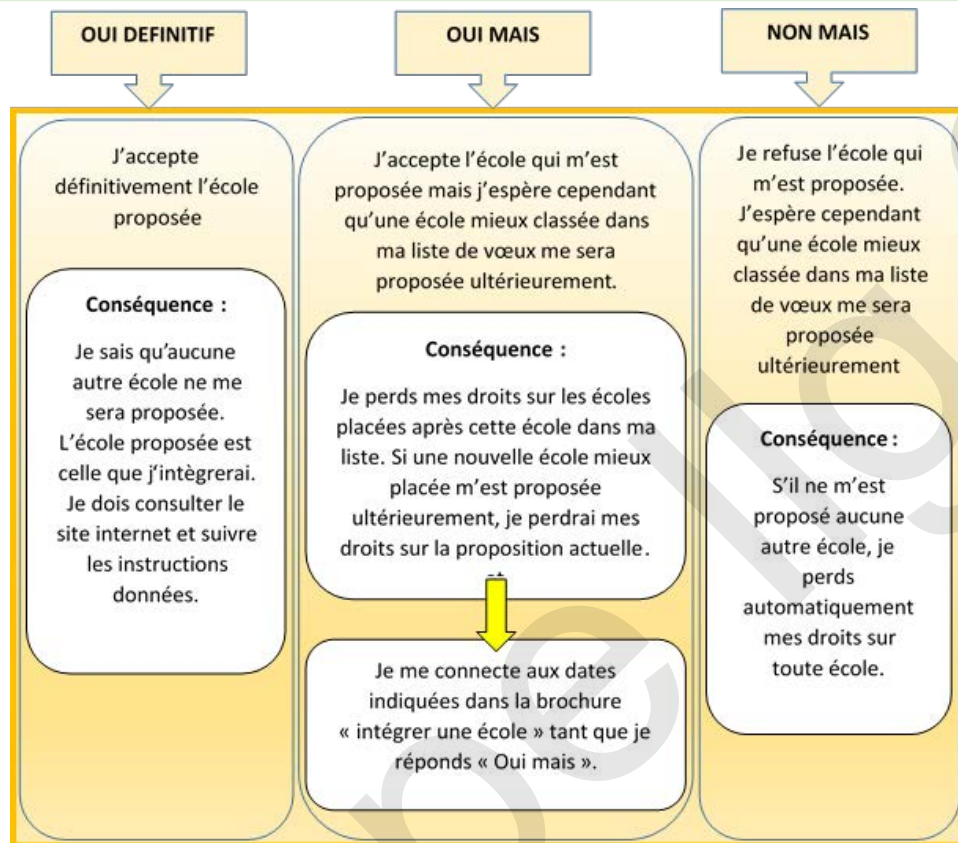 OUI DEFINITIF
OUI MAIS
NON MAIS
J'accepte
définitivement l'école
proposée
Conséquence :
Je sais qu'aucune
autre école ne me
sera proposée.
L'école proposée est
celle que j'intègrerai.
Je dois consulter le
site internet et suivre
les instructions
données.
J'accepte l'école qui m'est
proposée mais j'espère cependant
qu'une école mieux classée dans
ma liste de vœux me sera
proposée ultérieurement.
Conséquence :
Je perds mes droits sur les écoles
placées après cette école dans ma
liste. Si une nouvelle école mieux
placée m'est proposée
ultérieurement, je perdrai mes
droits sur la proposition actuelle.
Je me connecte aux dates
indiquées dans la brochure
« intégrer une école » tant que je
réponds « Oui mais ».
Je refuse l'école qui
m'est proposée.
J'espère cependant
qu'une école mieux
classée dans ma liste
de vœux me sera
proposée
ultérieurement
Conséquence :
S'il ne m'est
proposé aucune
autre école, je
perds
automatiquement
mes droits sur
toute école.